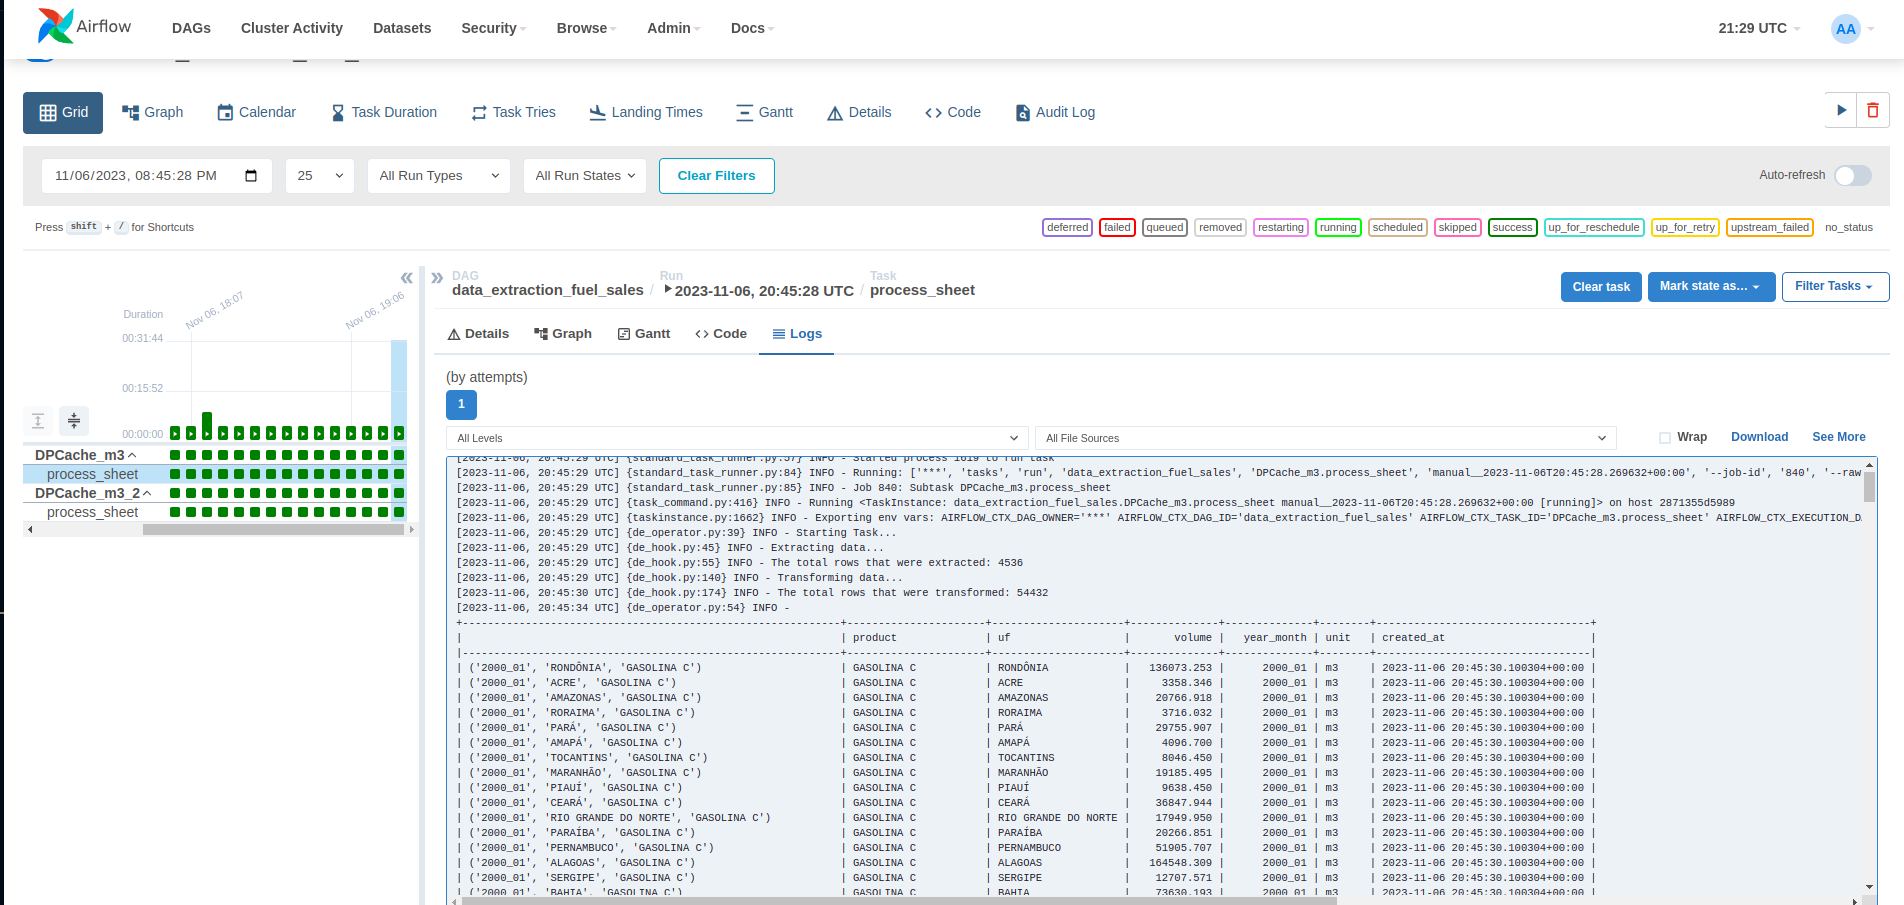 Airflow DAGs Cluster Activity Datasets Security Browse Admin Docs 21:29 UTC AA
Grid Graph Calendar Task Duration Task Tries Landing Times Gantt Details Code Audit Log
11/06/2023, 08:45:28 PM 25 All Run Types All Run States Clear Filters Auto-refresh
Press shift + / for Shortcuts deferred failed queued removed restarting running scheduled skipped success up_for_reschedule up_for_retry upstream_failed no_status
DAG Run Task
data_extraction_fuel_sales / 2023-11-06, 20:45:28 UTC / process_sheet
Clear task Mark state as... Filter Tasks
Nov 06, 18:07 Nov 06, 19:06
Duration
00:31:44
00:15:52
00:00:00
DPCache_m3
process_sheet
DPCache_m3_2
process_sheet
Details Graph Gantt Code Logs
(by attempts)
1
All Levels All File Sources Wrap Download See More
[2023-11-06, 20:45:29 UTC] {standard_task_runner.py:57} INFO - Started process 1619 to run task
[2023-11-06, 20:45:29 UTC] {standard_task_runner.py:84} INFO - Running: ['***', 'tasks', 'run', 'data_extraction_fuel_sales', 'DPCache_m3.process_sheet', 'manual__2023-11-06T20:45:28.269632+00:00', '--job-id', '840', '--raw
[2023-11-06, 20:45:29 UTC] {standard_task_runner.py:85} INFO - Job 840: Subtask DPCache_m3.process_sheet
[2023-11-06, 20:45:29 UTC] {task_command.py:416} INFO - Running <TaskInstance: data_extraction_fuel_sales.DPCache_m3.process_sheet manual__2023-11-06T20:45:28.269632+00:00 [running]> on host 2871355d5989
[2023-11-06, 20:45:29 UTC] {taskinstance.py:1662} INFO - Exporting env vars: AIRFLOW_CTX_DAG_OWNER='***' AIRFLOW_CTX_DAG_ID='data_extraction_fuel_sales' AIRFLOW_CTX_TASK_ID='DPCache_m3.process_sheet' AIRFLOW_CTX_EXECUTION_DA
[2023-11-06, 20:45:29 UTC] {de_operator.py:39} INFO - Starting Task...
[2023-11-06, 20:45:29 UTC] {de_hook.py:45} INFO - Extracting data...
[2023-11-06, 20:45:29 UTC] {de_hook.py:55} INFO - The total rows that were extracted: 4536
[2023-11-06, 20:45:29 UTC] {de_hook.py:140} INFO - Transforming data...
[2023-11-06, 20:45:30 UTC] {de_hook.py:174} INFO - The total rows that were transformed: 54432
[2023-11-06, 20:45:34 UTC] {de_operator.py:54} INFO -
| | product | uf | volume | year_month | unit | created_at |
| ('2000_01', 'RONDÔNIA', 'GASOLINA C') | GASOLINA C | RONDÔNIA | 136073.253 | 2000_01 | m3 | 2023-11-06 20:45:30.100304+00:00 |
| ('2000_01', 'ACRE', 'GASOLINA C') | GASOLINA C | ACRE | 3358.346 | 2000_01 | m3 | 2023-11-06 20:45:30.100304+00:00 |
| ('2000_01', 'AMAZONAS', 'GASOLINA C') | GASOLINA C | AMAZONAS | 20766.918 | 2000_01 | m3 | 2023-11-06 20:45:30.100304+00:00 |
| ('2000_01', 'RORAIMA', 'GASOLINA C') | GASOLINA C | RORAIMA | 3716.032 | 2000_01 | m3 | 2023-11-06 20:45:30.100304+00:00 |
| ('2000_01', 'PARÁ', 'GASOLINA C') | GASOLINA C | PARÁ | 29755.907 | 2000_01 | m3 | 2023-11-06 20:45:30.100304+00:00 |
| ('2000_01', 'AMAPÁ', 'GASOLINA C') | GASOLINA C | AMAPÁ | 4096.700 | 2000_01 | m3 | 2023-11-06 20:45:30.100304+00:00 |
| ('2000_01', 'TOCANTINS', 'GASOLINA C') | GASOLINA C | TOCANTINS | 8046.450 | 2000_01 | m3 | 2023-11-06 20:45:30.100304+00:00 |
| ('2000_01', 'MARANHÃO', 'GASOLINA C') | GASOLINA C | MARANHÃO | 19185.495 | 2000_01 | m3 | 2023-11-06 20:45:30.100304+00:00 |
| ('2000_01', 'PIAUÍ', 'GASOLINA C') | GASOLINA C | PIAUÍ | 9638.450 | 2000_01 | m3 | 2023-11-06 20:45:30.100304+00:00 |
| ('2000_01', 'CEARÁ', 'GASOLINA C') | GASOLINA C | CEARÁ | 36847.944 | 2000_01 | m3 | 2023-11-06 20:45:30.100304+00:00 |
| ('2000_01', 'RIO GRANDE DO NORTE', 'GASOLINA C') | GASOLINA C | RIO GRANDE DO NORTE | 17949.950 | 2000_01 | m3 | 2023-11-06 20:45:30.100304+00:00 |
| ('2000_01', 'PARAÍBA', 'GASOLINA C') | GASOLINA C | PARAÍBA | 20266.851 | 2000_01 | m3 | 2023-11-06 20:45:30.100304+00:00 |
| ('2000_01', 'PERNAMBUCO', 'GASOLINA C') | GASOLINA C | PERNAMBUCO | 51905.707 | 2000_01 | m3 | 2023-11-06 20:45:30.100304+00:00 |
| ('2000_01', 'ALAGOAS', 'GASOLINA C') | GASOLINA C | ALAGOAS | 164548.309 | 2000_01 | m3 | 2023-11-06 20:45:30.100304+00:00 |
| ('2000_01', 'SERGIPE', 'GASOLINA C') | GASOLINA C | SERGIPE | 12707.571 | 2000_01 | m3 | 2023-11-06 20:45:30.100304+00:00 |
| ('2000_01', 'BAHIA', 'GASOLINA C') | GASOLINA C | BAHIA | 73630.193 | 2000_01 | m3 | 2023-11-06 20:45:30.100304+00:00 |